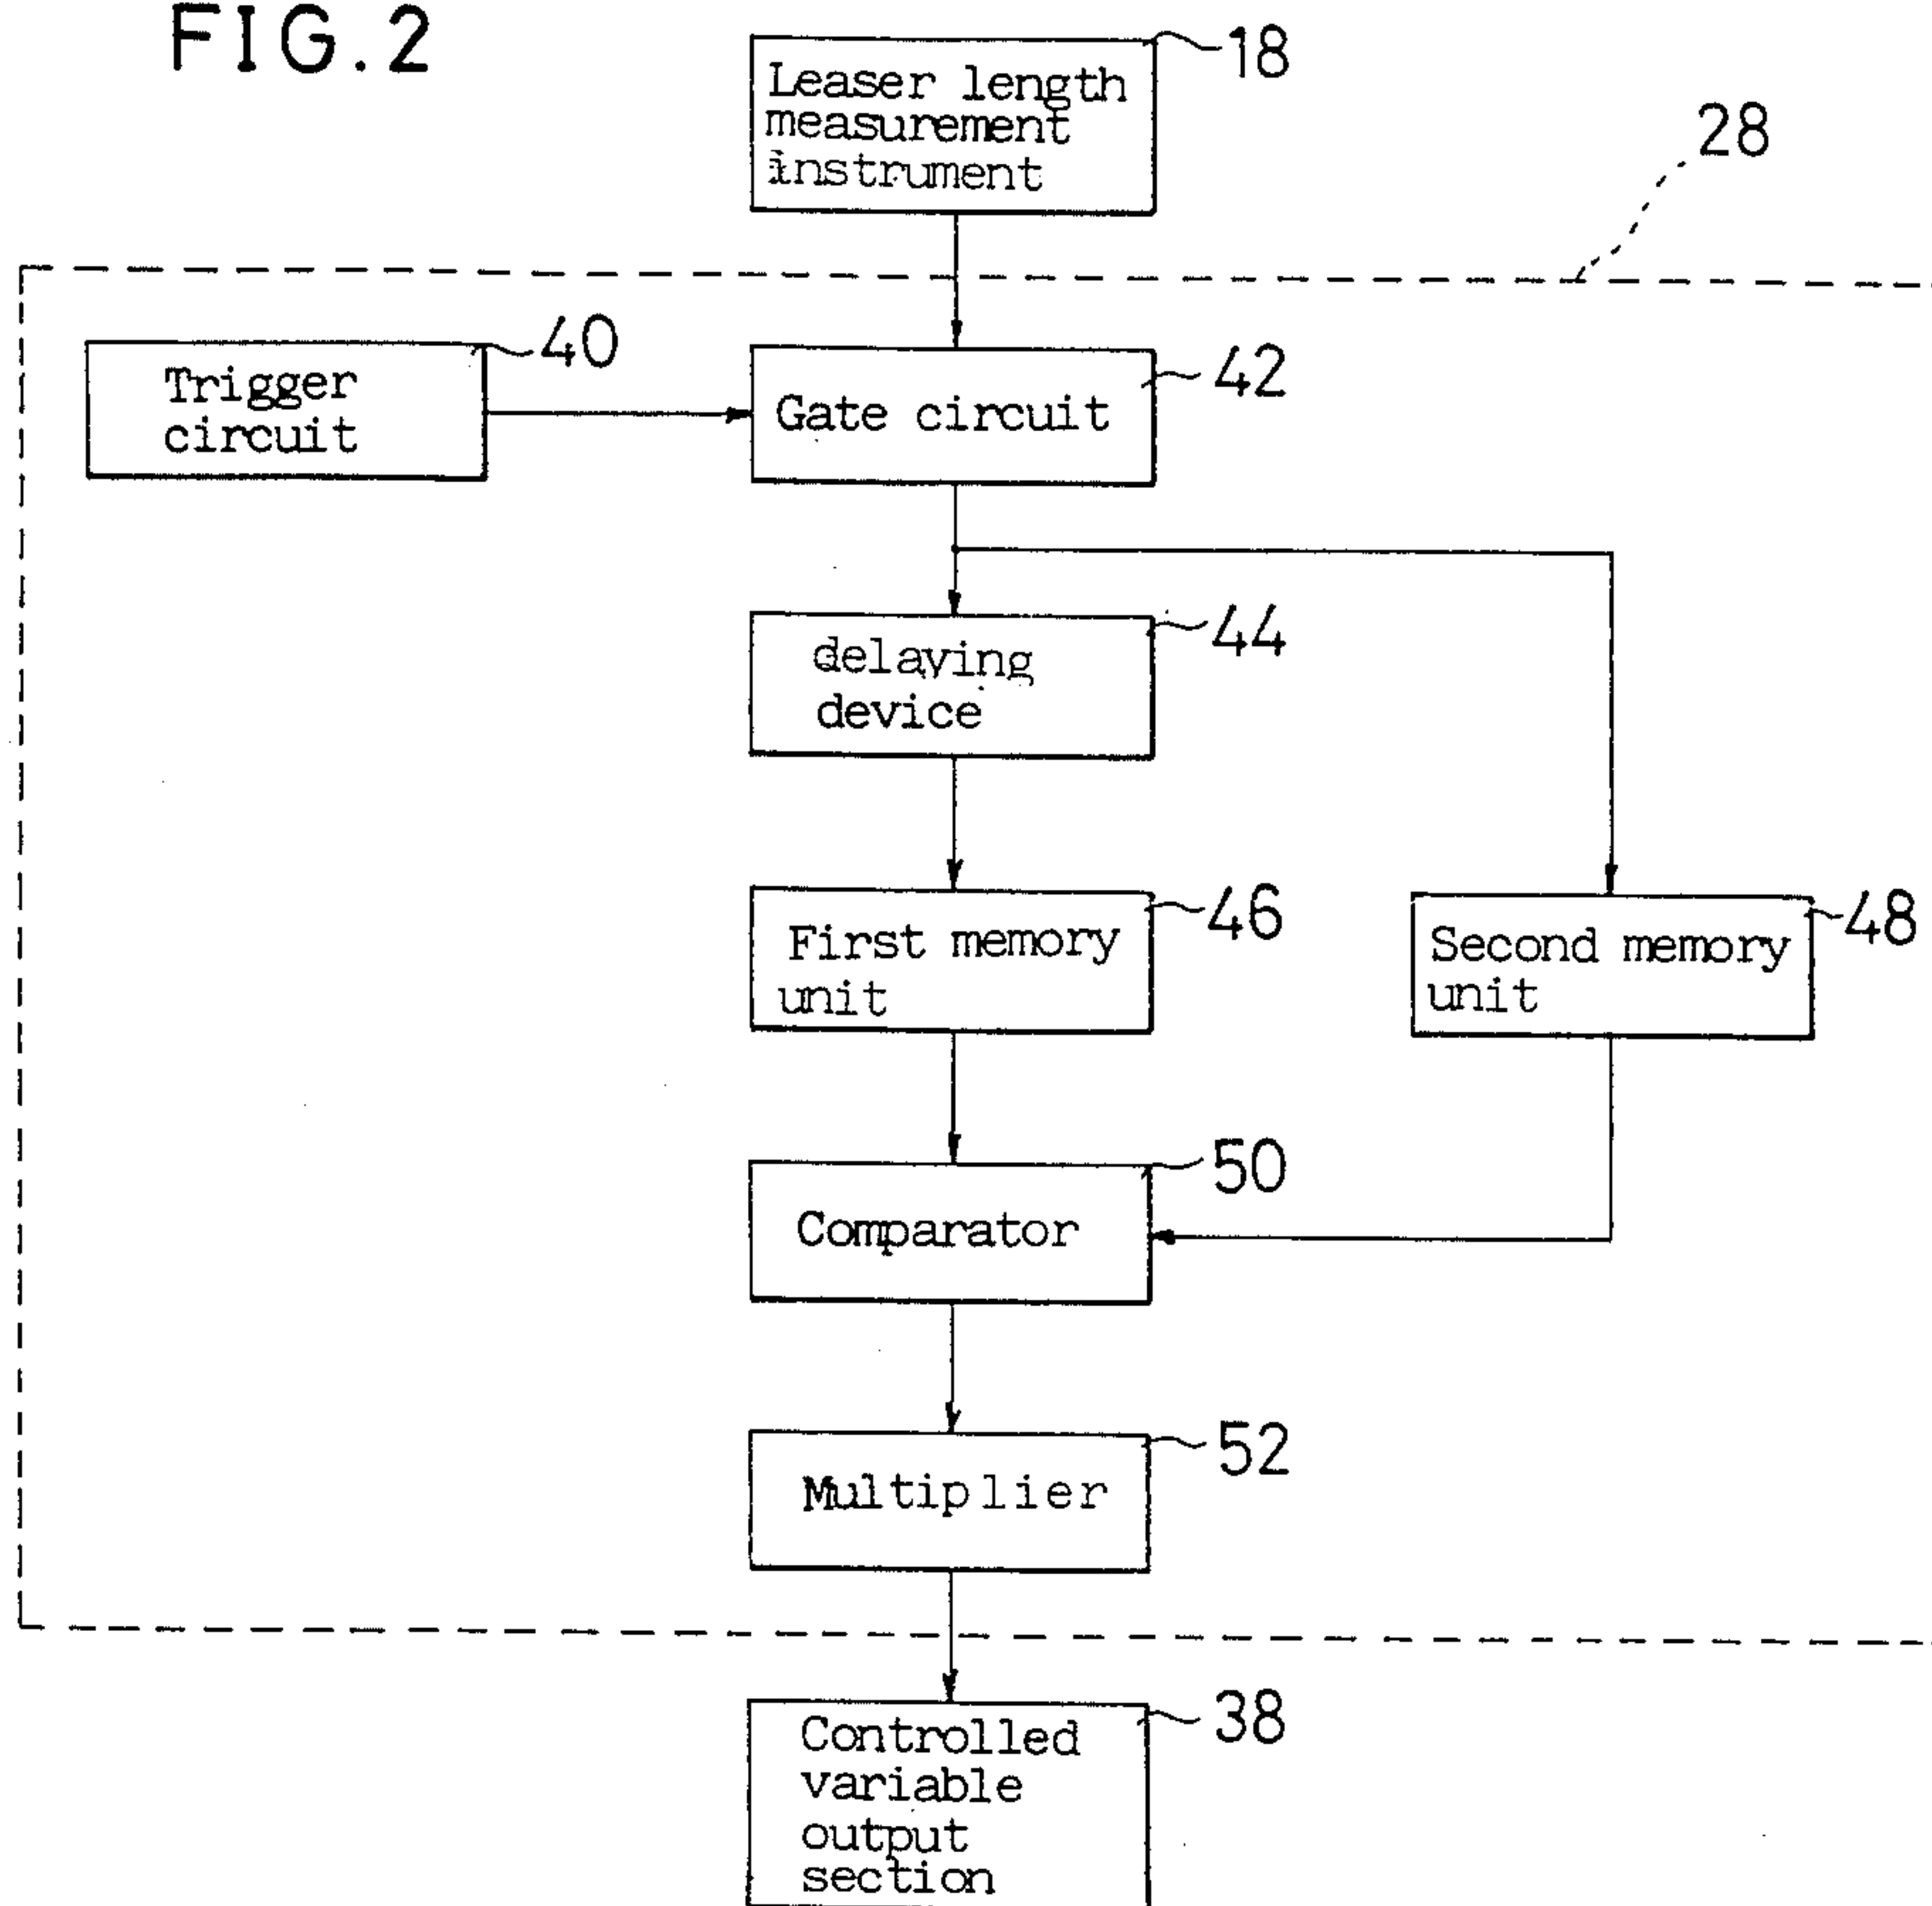 FIG.2
18
Leaser length
measurement
instrument
28
40
Trigger
circuit
42
Gate circuit
44
delaying
device
46
First memory
unit
48
Second memory
unit
50
Comparator
52
Multiplier
38
Controlled
variable
output
section